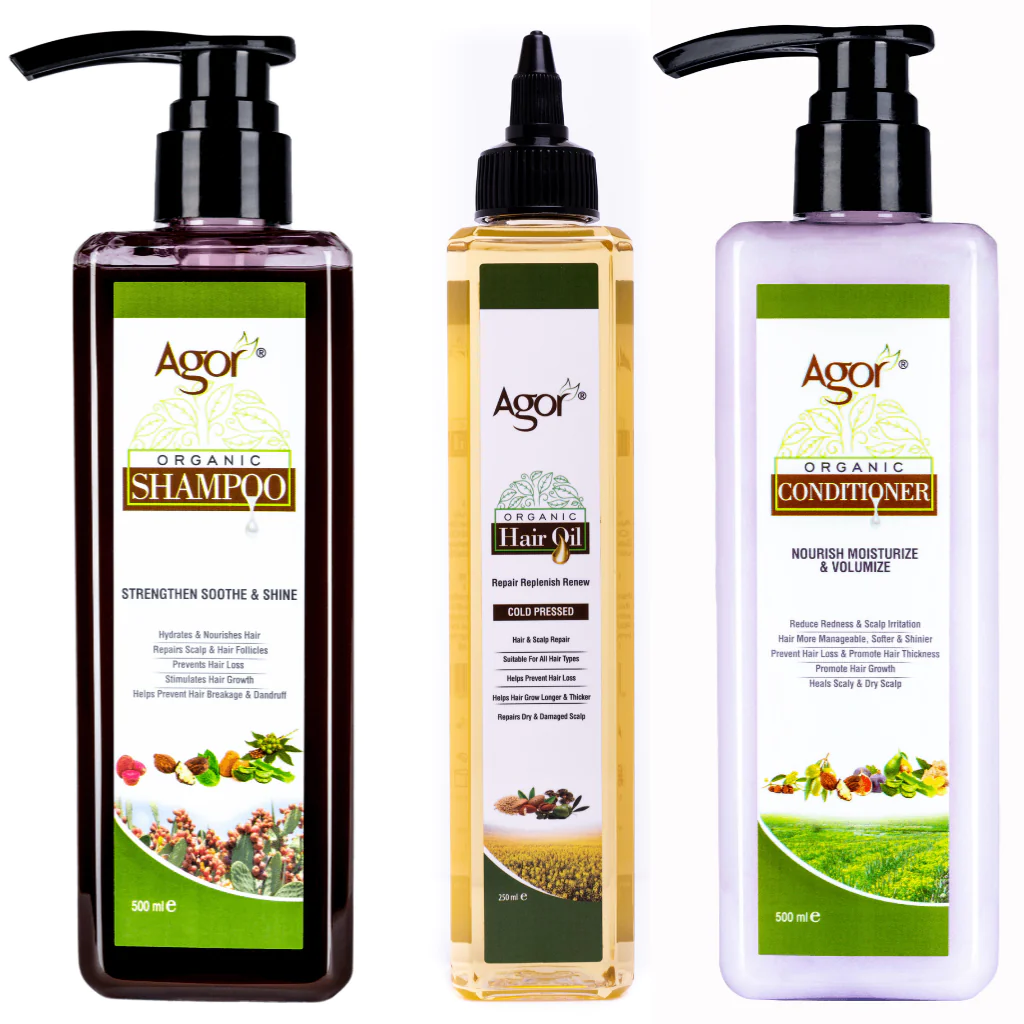 Agor®
ORGANIC
SHAMPOO
STRENGTHEN SOOTHE & SHINE
Hydrates & Nourishes Hair
Repairs Scalp & Hair Follicles
Prevents Hair Loss
Stimulates Hair Growth
Helps Prevent Hair Breakage & Dandruff
500 ml e
Agor®
ORGANIC
Hair Oil
Repair Replenish Renew
COLD PRESSED
Hair & Scalp Repair
Suitable For All Hair Types
Helps Prevent Hair Loss
Helps Hair Grow Longer & Thicker
Repairs Dry & Damaged Scalp
250 ml e
Agor®
ORGANIC
CONDITIONER
NOURISH MOISTURIZE
& VOLUMIZE
Reduce Redness & Scalp Irritation
Hair More Manageable, Softer & Shinier
Prevent Hair Loss & Promote Hair Thickness
Promote Hair Growth
Heals Scaly & Dry Scalp
500 ml e